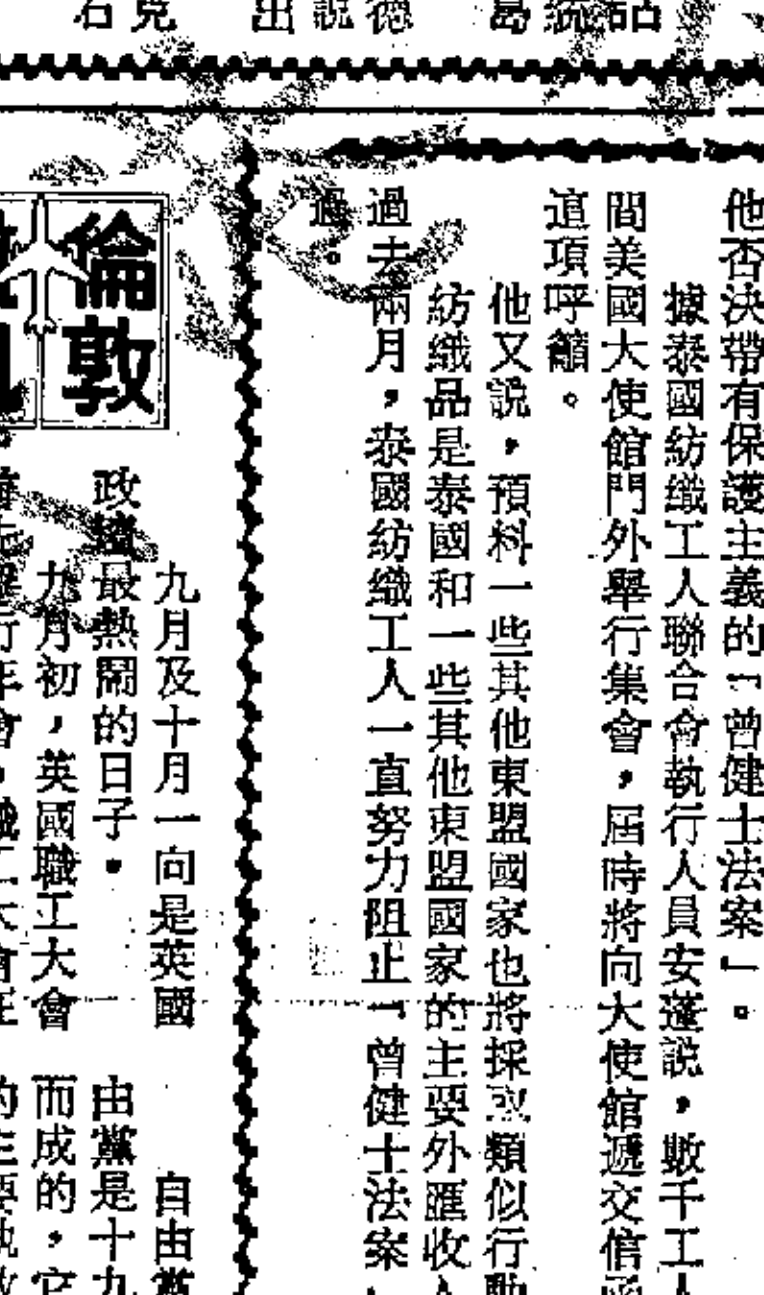 他否決帶有保護主義的「曾健士法案」。
據泰國紡織工人聯合會執行人員安蓬說，數千工人
間美國大使館門外舉行集會，屆時將向大使館遞交信函
這項呼籲。
他又說，預料一些其他東盟國家也將採取類似行動
紡織品是泰國和一些其他東盟國家的主要外匯收入
過去兩月，泰國紡織工人一直努力阻止「曾健士法案」
過。
倫敦
九月及十月一向是英國
政壇最熱鬧的日子。
九月初，英國職工大會
自由黨
由黨是十九
而成的，它